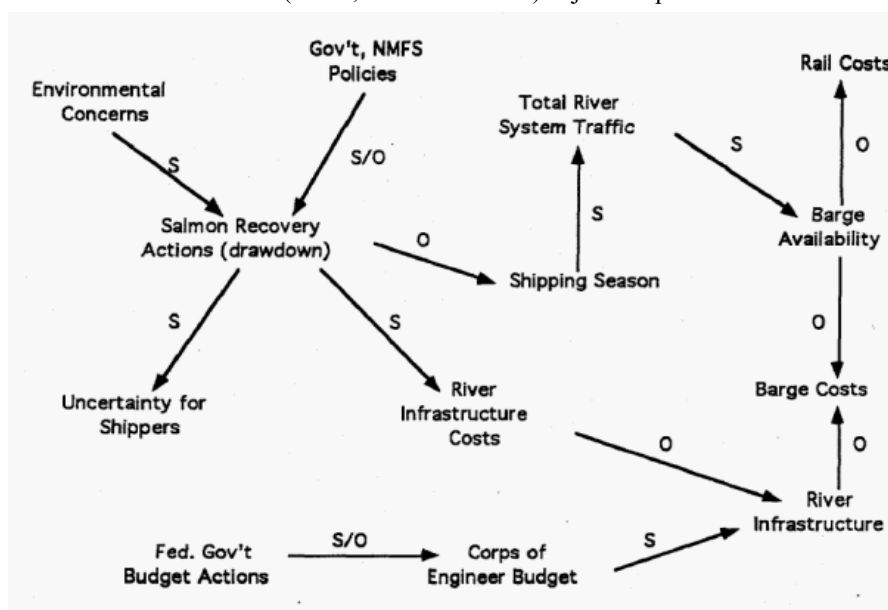 Gov't, NMFS
Policies
Rail Costs
Environmental
Concerns
Total River
System Traffic
S
S/O
S
O
Salmon Recovery
Actions (drawdown)
O
S
Barge
Availability
Shipping Season
S
S
O
Uncertainty for
Shippers
River
Infrastructure
Costs
Barge Costs
O
O
River
Infrastructure
Fed. Gov't
Budget Actions
S/O
Corps of
Engineer Budget
S